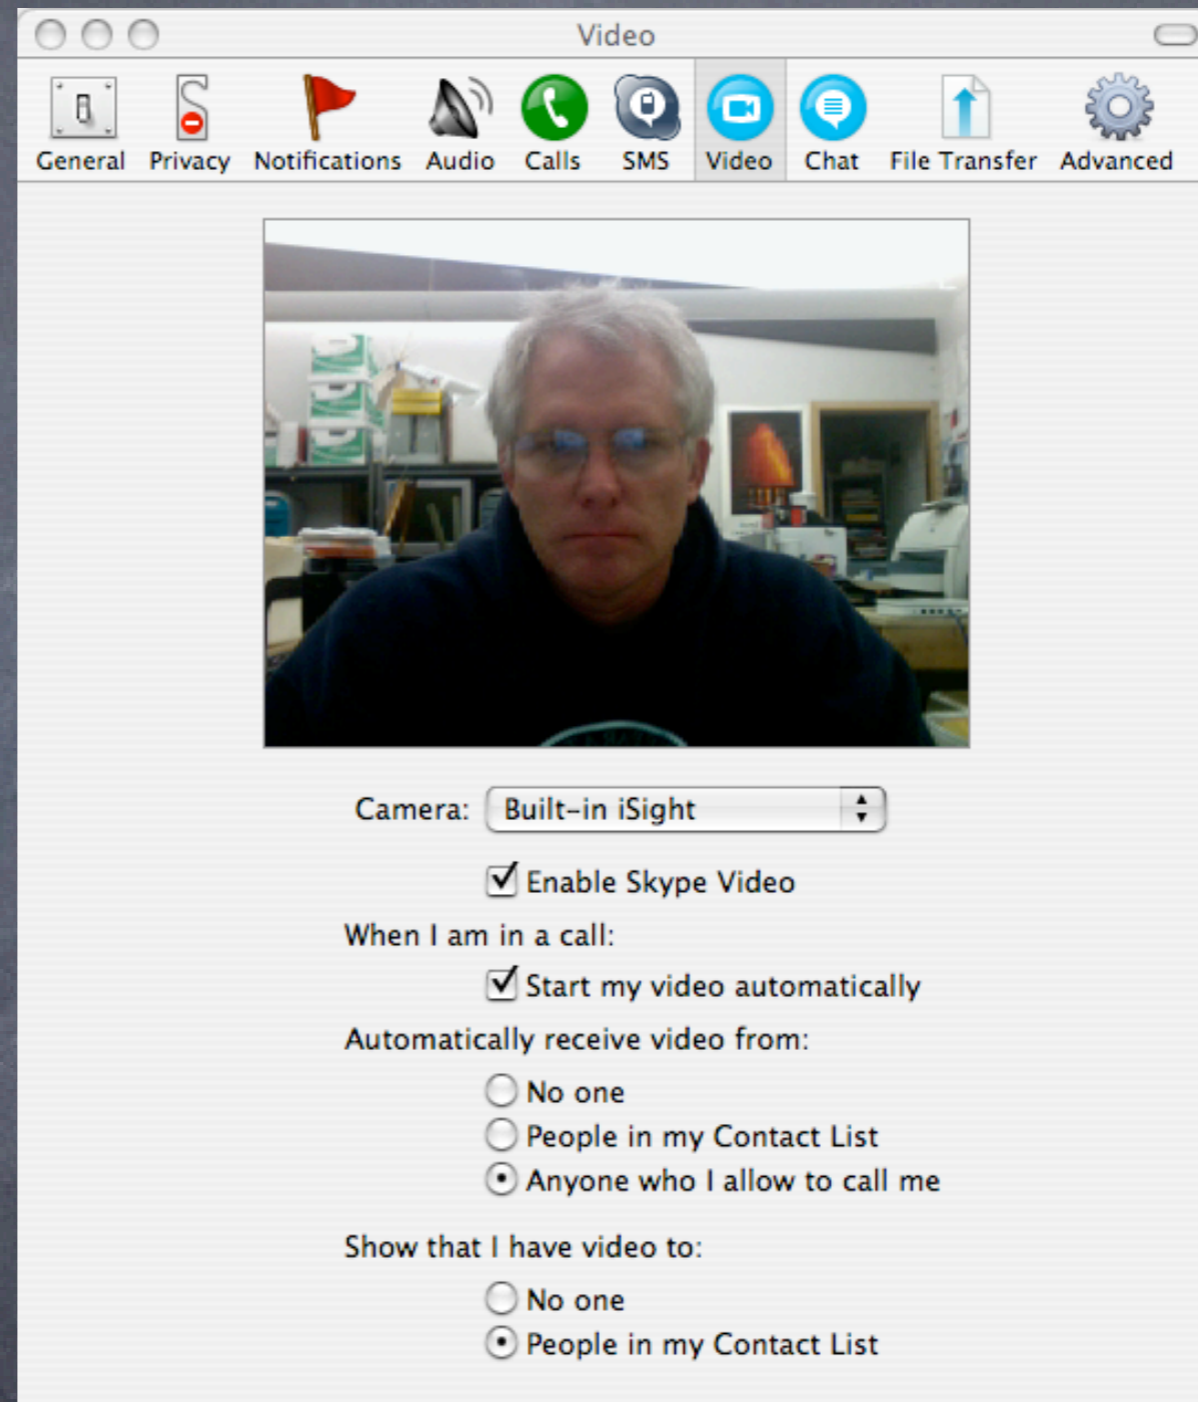 Video
General Privacy Notifications Audio Calls SMS Video Chat File Transfer Advanced
Camera: Built-in iSight
Enable Skype Video
When I am in a call:
Start my video automatically
Automatically receive video from:
No one
People in my Contact List
Anyone who I allow to call me
Show that I have video to:
No one
People in my Contact List